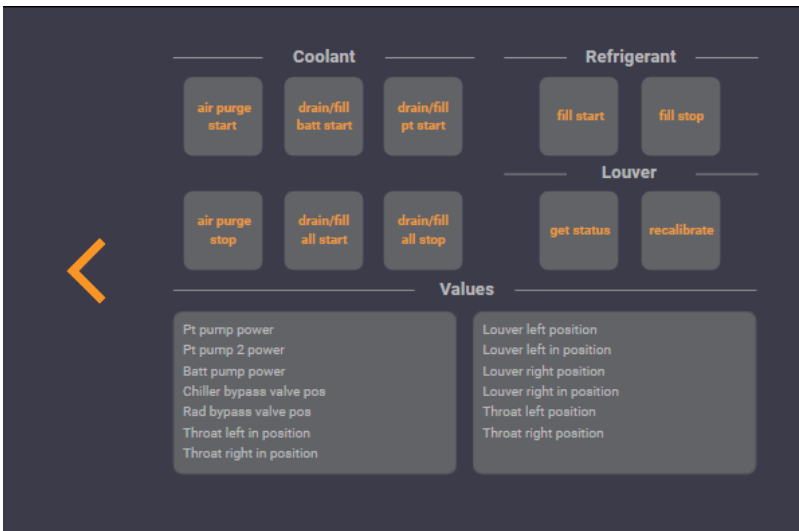 Coolant
Refrigerant
air purge
start
drain/fill
batt start
drain/fill
pt start
fill start
fill stop
Louver
air purge
stop
drain/fill
all start
drain/fill
all stop
get status
recalibrate
Values
Pt pump power
Pt pump 2 power
Batt pump power
Chiller bypass valve pos
Rad bypass valve pos
Throat left in position
Throat right in position
Louver left position
Louver left in position
Louver right position
Louver right in position
Throat left position
Throat right position